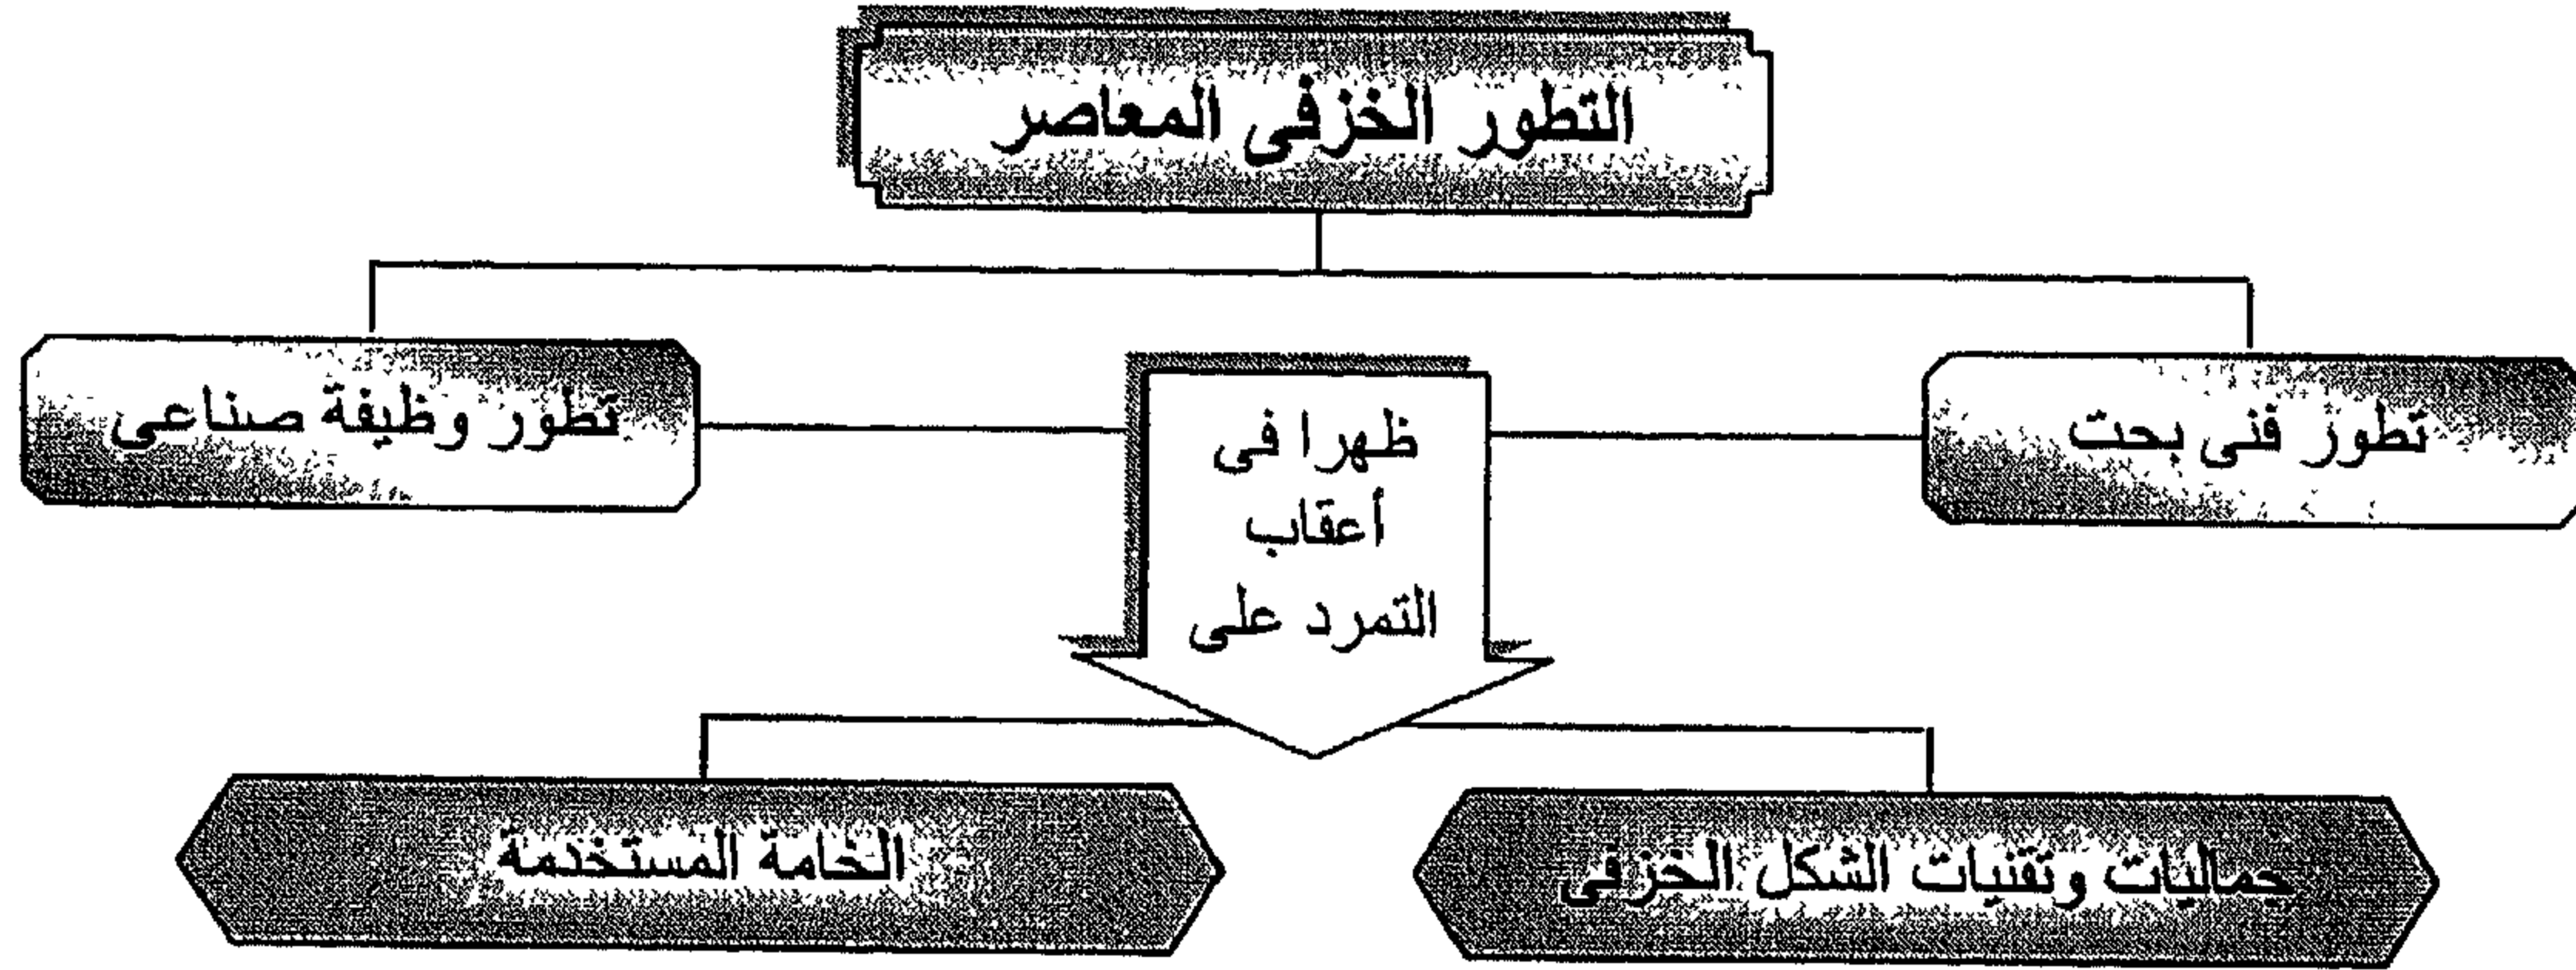 التطور الخزفى المعاصر
تطور فنى بحت
تطور وظيفة صناعى
ظهرا فى
أعقاب
التمرد على
جماليات وتقنيات الشكل الخزفى
الخامة المستخدمة